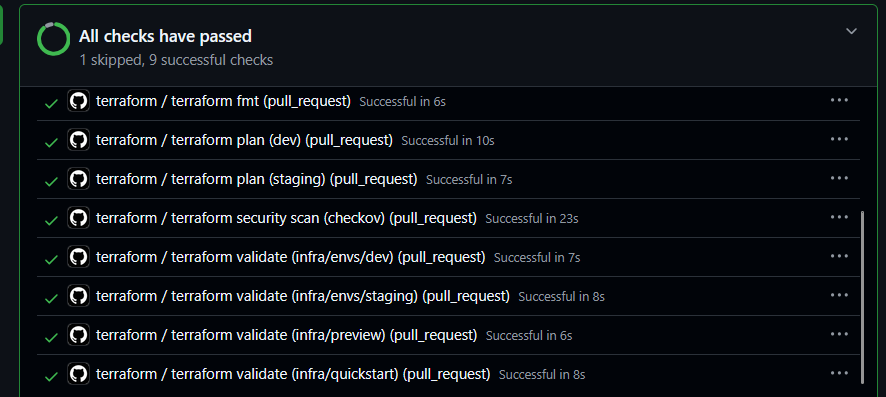 All checks have passed
1 skipped, 9 successful checks
terraform / terraform fmt (pull_request) Successful in 6s
terraform / terraform plan (dev) (pull_request) Successful in 10s
terraform / terraform plan (staging) (pull_request) Successful in 7s
terraform / terraform security scan (checkov) (pull_request) Successful in 23s
terraform / terraform validate (infra/envs/dev) (pull_request) Successful in 7s
terraform / terraform validate (infra/envs/staging) (pull_request) Successful in 8s
terraform / terraform validate (infra/preview) (pull_request) Successful in 6s
terraform / terraform validate (infra/quickstart) (pull_request) Successful in 8s